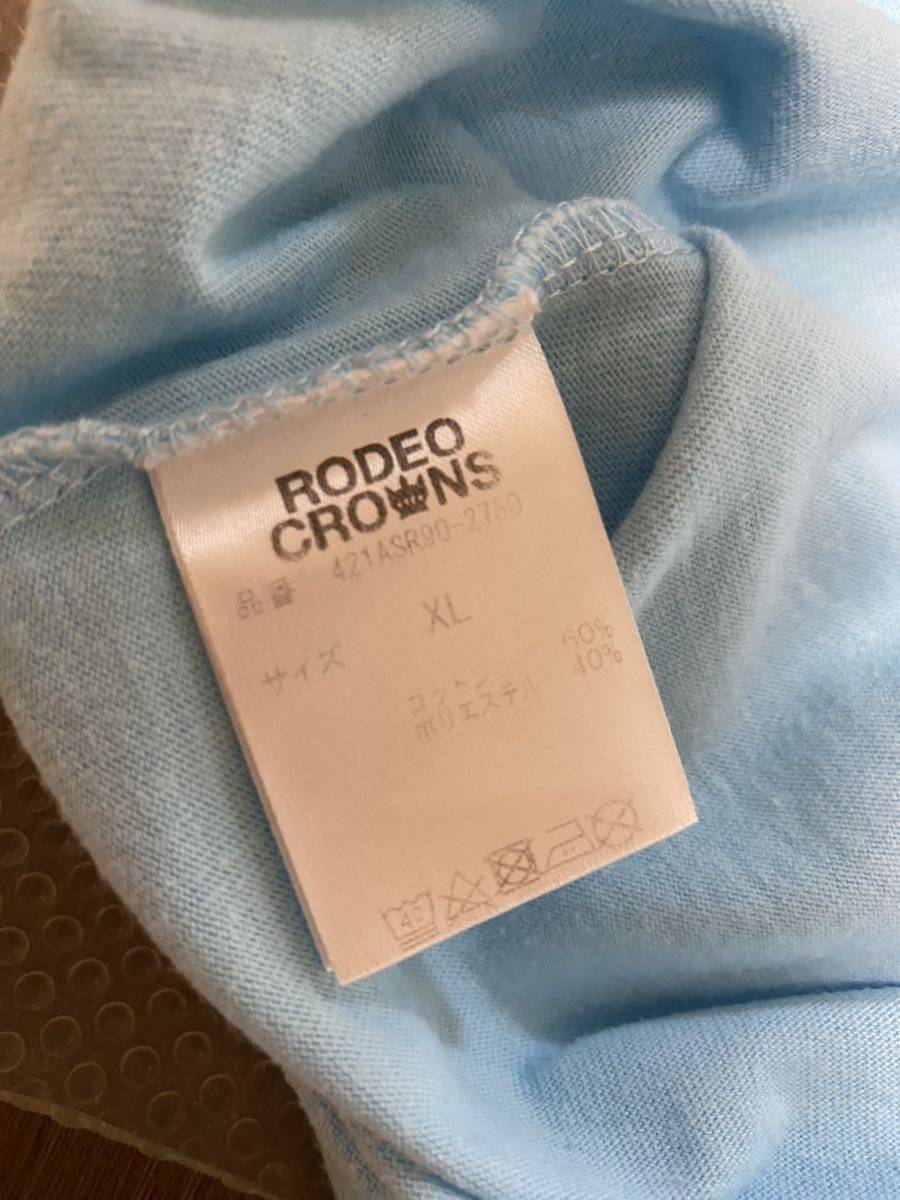 RODEO
CROWNS
品番 421ASR90-2750
サイズ XL
コットン 60%
ポリエステル 40%
40